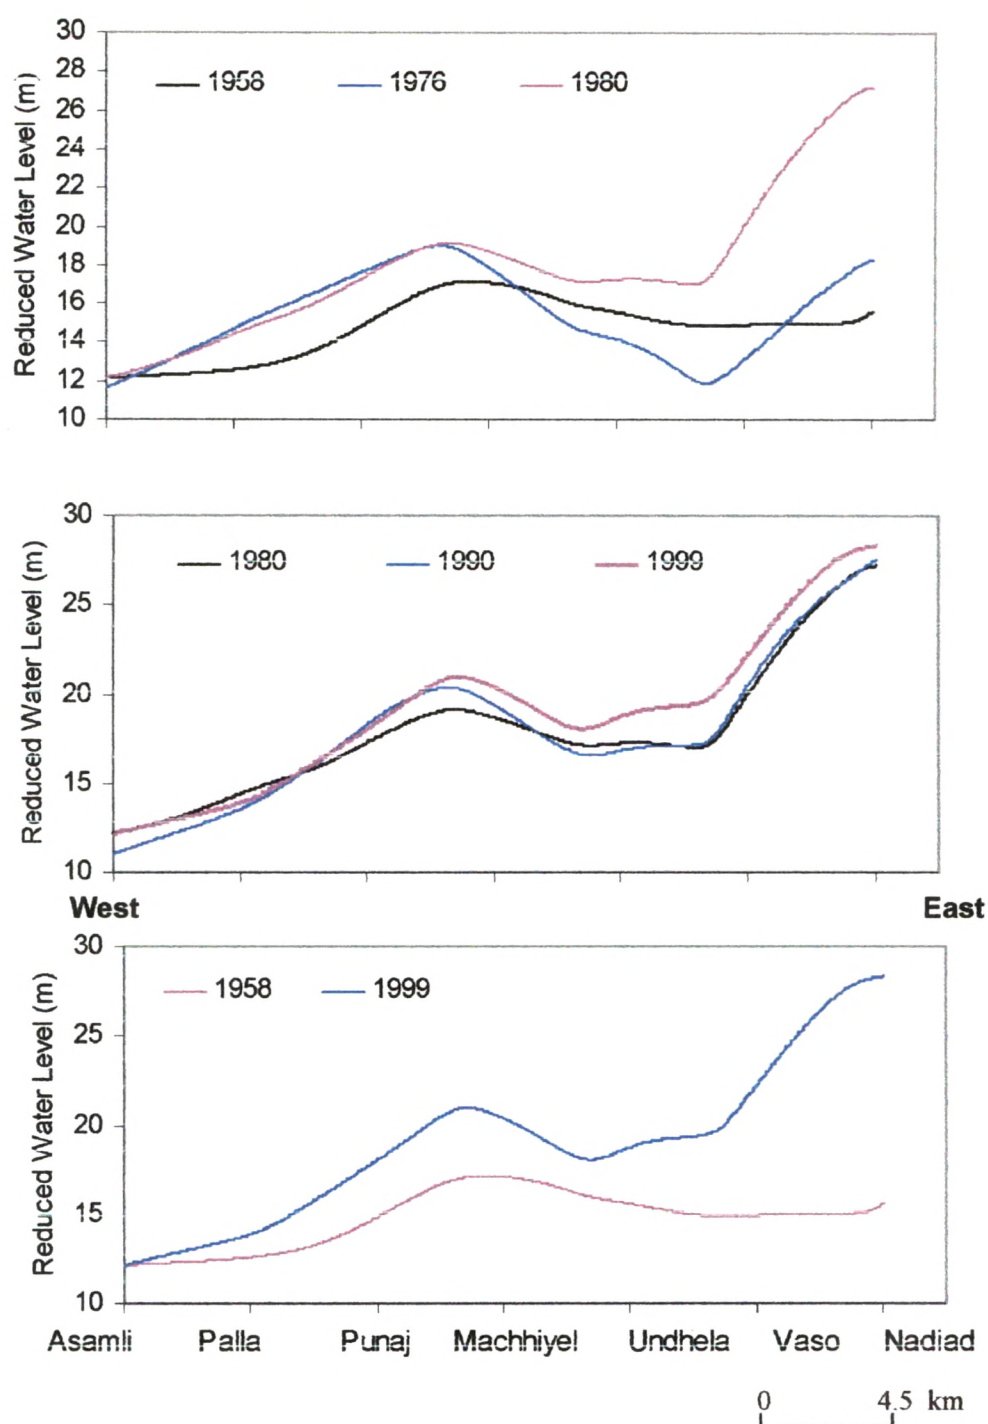 30
28
26
24
22
20
18
16
14
12
10
Reduced Water Level (m)
1958 1976 1980
30
25
20
15
10
Reduced Water Level (m)
1980 1990 1999
West East
30
25
20
15
10
Reduced Water Level (m)
1958 1999
Asamli Palla Punaj Machhiyel Undhela Vaso Nadiad
0 4.5 km